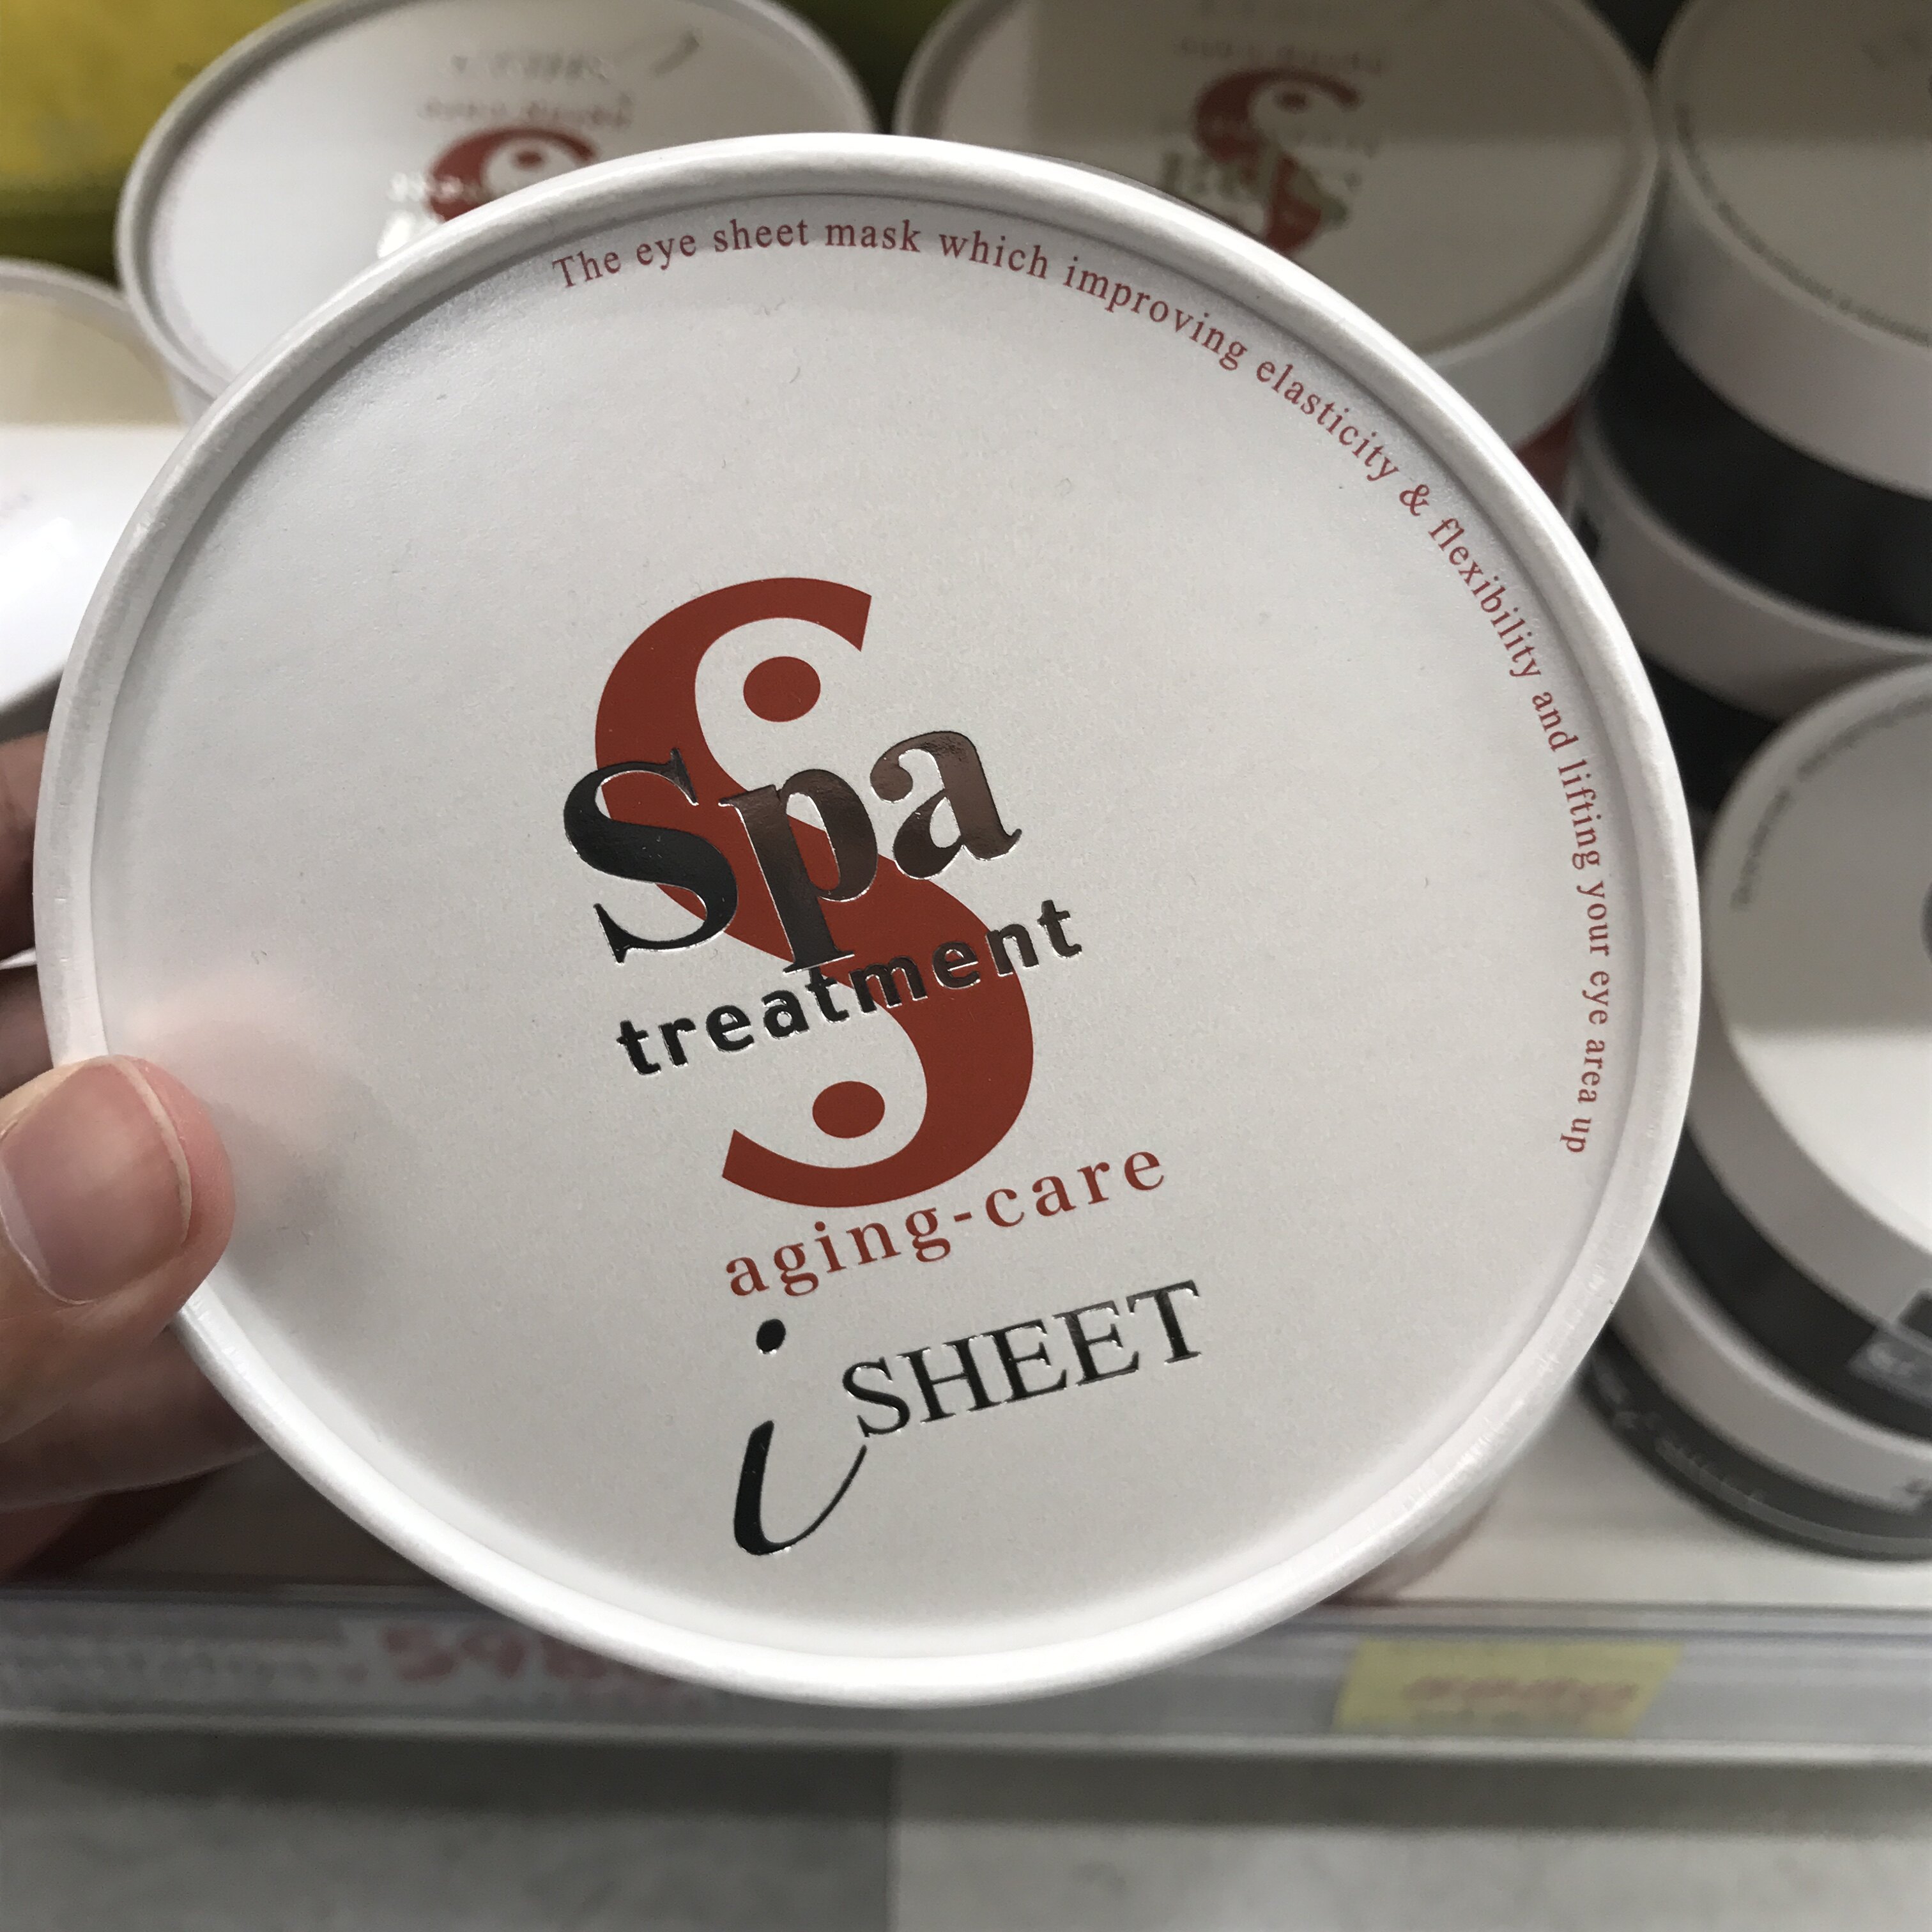 The eye sheet mask which improving elasticity & flexibility and lifting your eye area up
Spa
treatment
aging-care
i SHEET